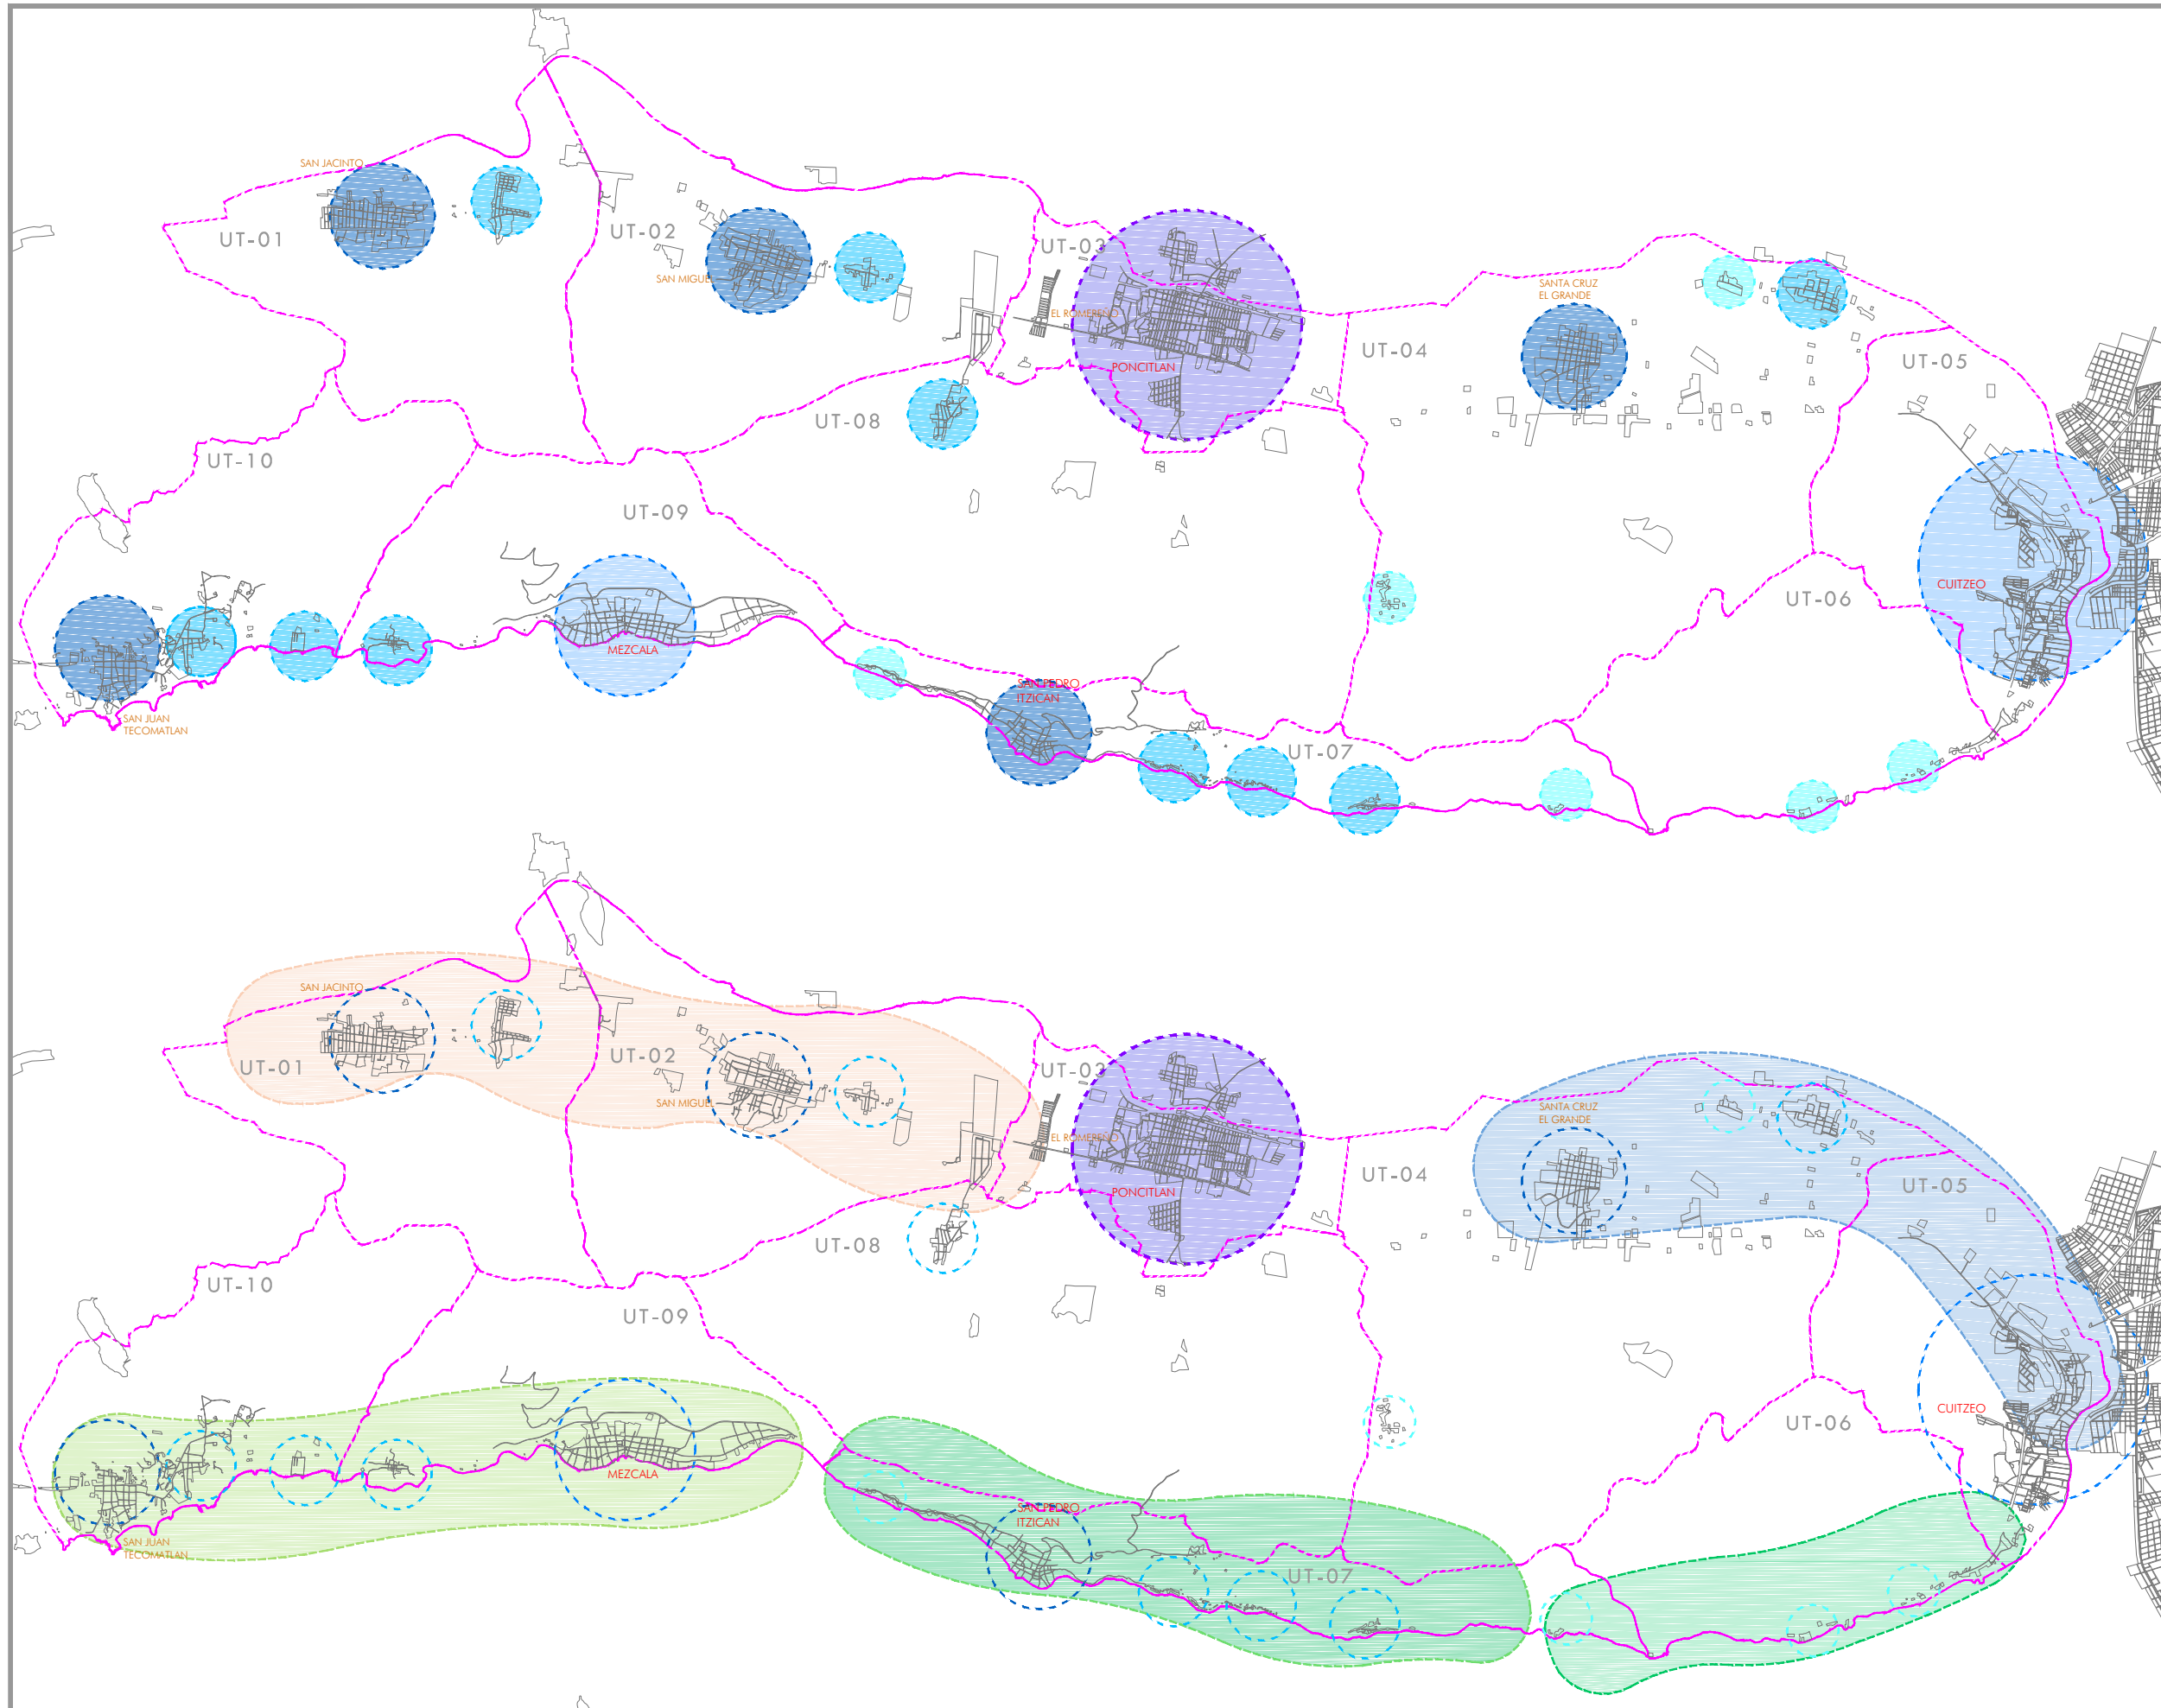 SAN JACINTO
UT-01
UT-02
SAN MIGUEL
UT-03
EL ROMEREÑO
PONCITLAN
SANTA CRUZ
EL GRANDE
UT-04
UT-05
UT-08
UT-10
UT-09
CUITZEO
UT-06
MEZCALA
SAN PEDRO
ITZICAN
SAN JUAN
TECOMATLAN
UT-07
SAN JACINTO
UT-01
UT-02
SAN MIGUEL
UT-03
EL ROMEREÑO
SANTA CRUZ
EL GRANDE
UT-04
UT-05
PONCITLAN
UT-08
UT-10
UT-09
CUITZEO
UT-06
MEZCALA
SAN PEDRO
ITZICAN
SAN JUAN
TECOMATLAN
UT-07